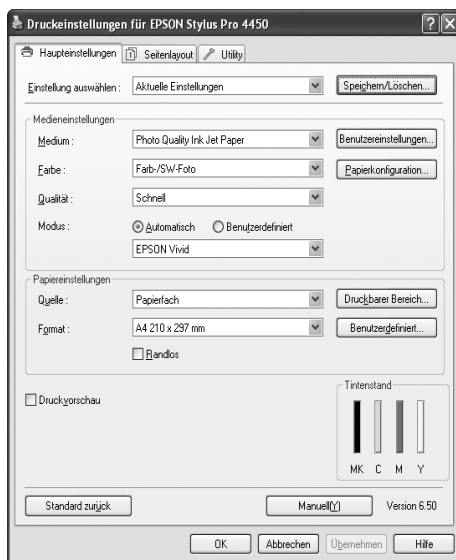 Druckeinstellungen für EPSON Stylus Pro 4450
Haupteinstellungen Seitenlayout Utility
Einstellung auswählen : Aktuelle Einstellungen Speichern/Löschen...
Medieneinstellungen
Medium : Photo Quality Ink Jet Paper Benutzereinstellungen...
Farbe : Farb-/SW-Foto Papierkonfiguration...
Qualität : Schnell
Modus : Automatisch Benutzerdefiniert
EPSON Vivid
Papiereinstellungen
Quelle : Papierfach Druckbarer Bereich...
Format : A4 210 x 297 mm Benutzerdefiniert...
Randlos
Druckvorschau
Tintenstand
MK C M Y
Standard zurück Manuell(Y) Version 6.50
OK Abbrechen Übernehmen Hilfe